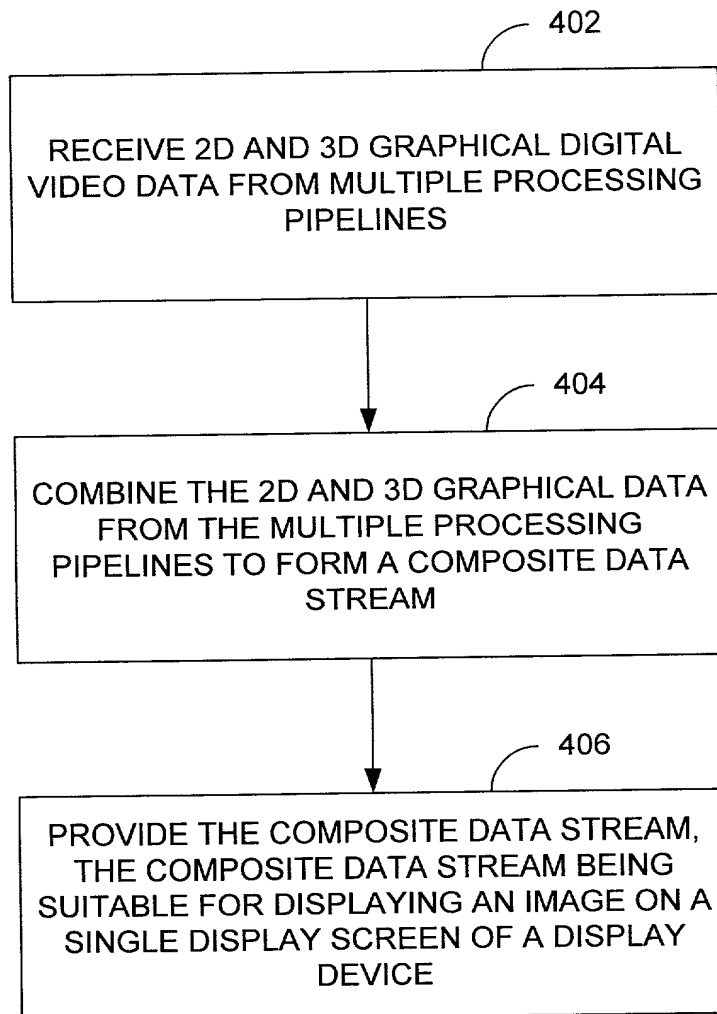 402
RECEIVE 2D AND 3D GRAPHICAL DIGITAL
VIDEO DATA FROM MULTIPLE PROCESSING
PIPELINES
404
COMBINE THE 2D AND 3D GRAPHICAL DATA
FROM THE MULTIPLE PROCESSING
PIPELINES TO FORM A COMPOSITE DATA
STREAM
406
PROVIDE THE COMPOSITE DATA STREAM,
THE COMPOSITE DATA STREAM BEING
SUITABLE FOR DISPLAYING AN IMAGE ON A
SINGLE DISPLAY SCREEN OF A DISPLAY
DEVICE